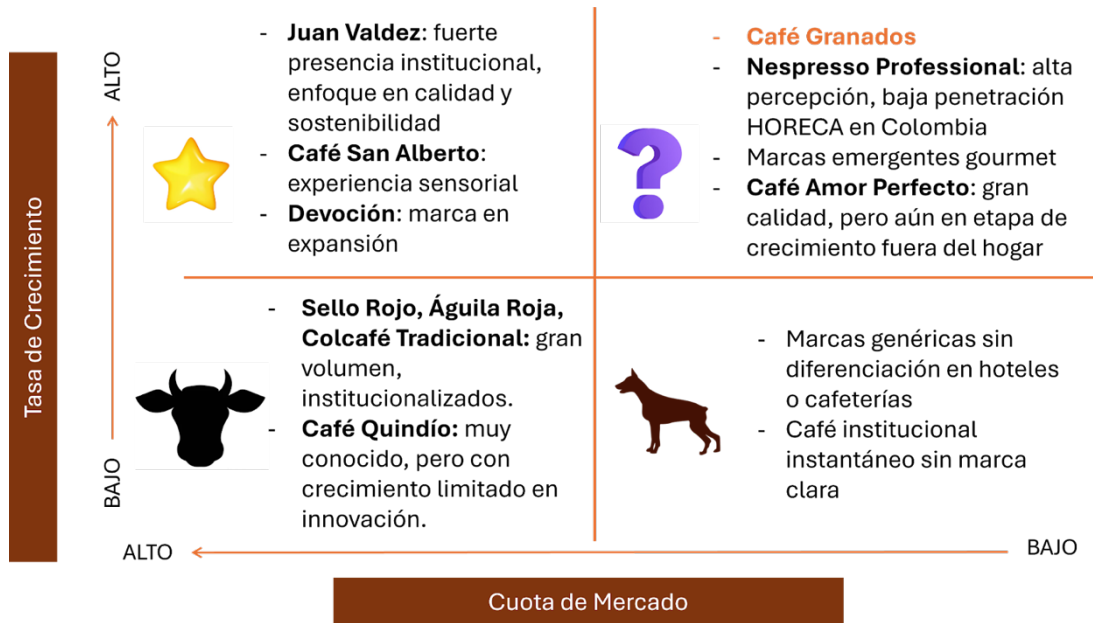 Tasa de Crecimiento
ALTO
BAJO
- Juan Valdez: fuerte
presencia institucional,
enfoque en calidad y
sostenibilidad
- Café San Alberto:
experiencia sensorial
- Devoción: marca en
expansión
- Café Granados
- Nespresso Professional: alta
percepción, baja penetración
HORECA en Colombia
- Marcas emergentes gourmet
- Café Amor Perfecto: gran
calidad, pero aún en etapa de
crecimiento fuera del hogar
- Sello Rojo, Águila Roja,
Colcafé Tradicional: gran
volumen,
institucionalizados.
- Café Quindío: muy
conocido, pero con
crecimiento limitado en
innovación.
- Marcas genéricas sin
diferenciación en hoteles
o cafeterías
- Café institucional
instantáneo sin marca
clara
ALTO
BAJO
Cuota de Mercado